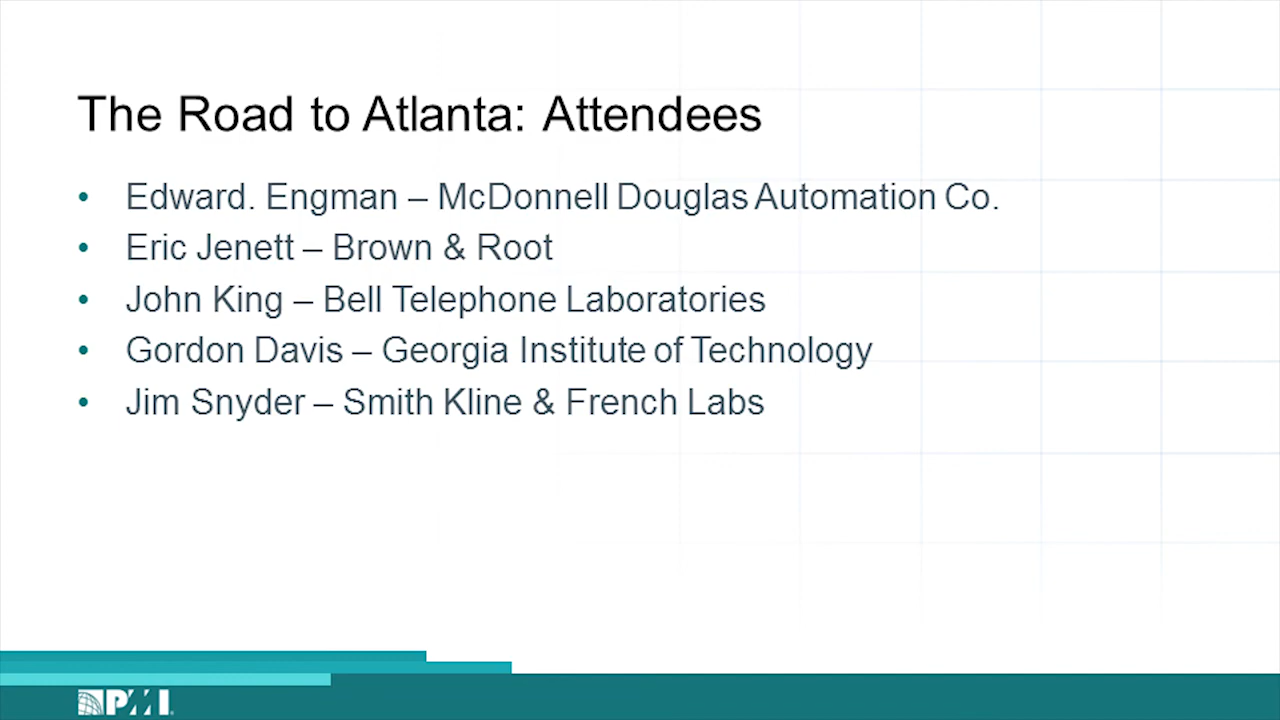 The Road to Atlanta: Attendees
• Edward. Engman – McDonnell Douglas Automation Co.
• Eric Jenett – Brown & Root
• John King – Bell Telephone Laboratories
• Gordon Davis – Georgia Institute of Technology
• Jim Snyder – Smith Kline & French Labs
PMI